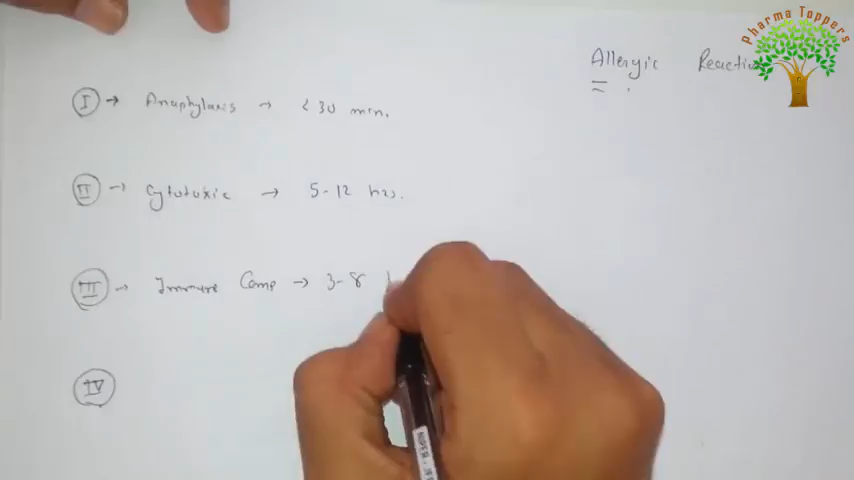 Pharma Toppers
Allergic Reactio
I → Anaphylaxis → < 30 min.
II → Cytotoxic → 5-12 hrs.
III → Immune Comp → 3-8 h
IV